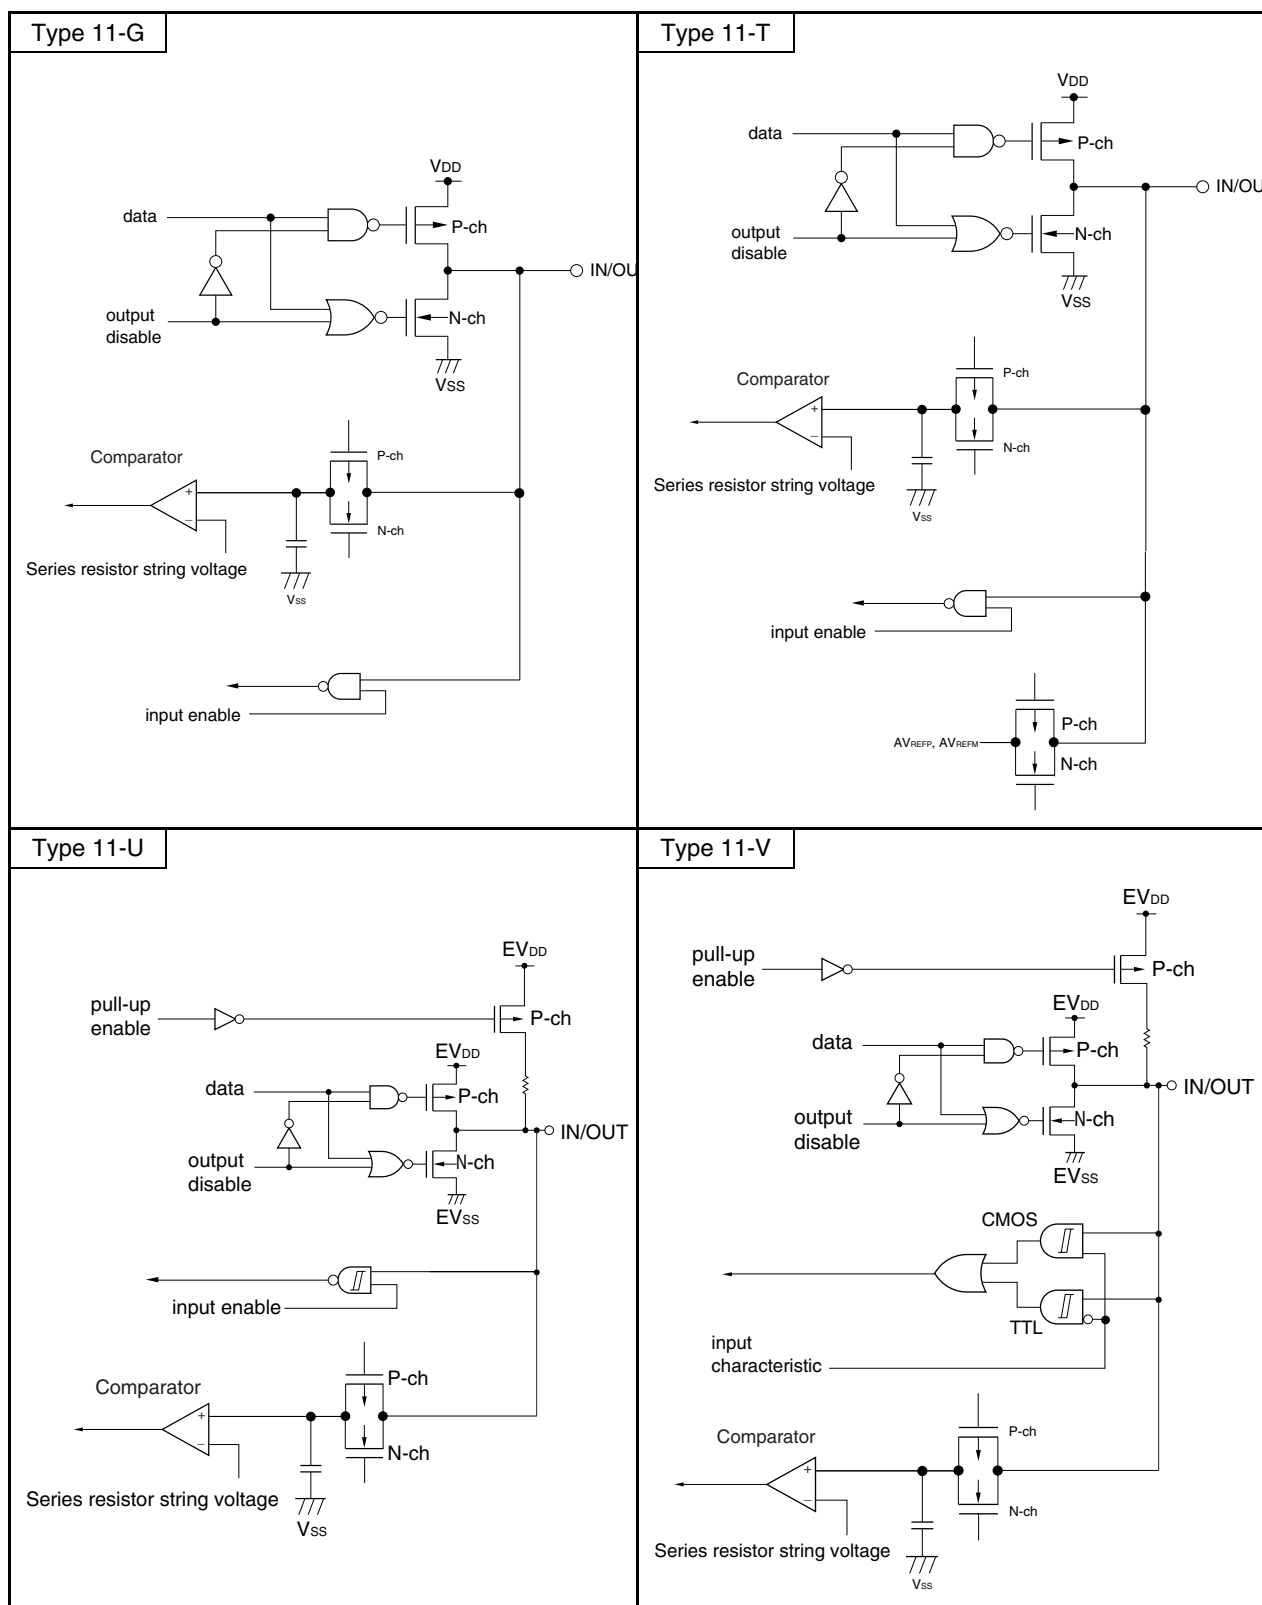 Type 11-G
VDD
data
P-ch
IN/OU
output
disable
N-ch
VSS
Comparator
P-ch
+
−
N-ch
Series resistor string voltage
VSS
input enable
Type 11-T
VDD
data
P-ch
IN/OU
output
disable
N-ch
VSS
Comparator
P-ch
+
−
N-ch
Series resistor string voltage
VSS
input enable
P-ch
AVREFP, AVREFM
N-ch
Type 11-U
EVDD
pull-up
enable
P-ch
EVDD
data
P-ch
IN/OUT
output
disable
N-ch
EVSS
input enable
P-ch
Comparator
+
−
N-ch
Series resistor string voltage
VSS
Type 11-V
EVDD
pull-up
enable
P-ch
EVDD
data
P-ch
IN/OUT
output
disable
N-ch
EVSS
CMOS
TTL
input
characteristic
P-ch
Comparator
+
−
N-ch
Series resistor string voltage
VSS